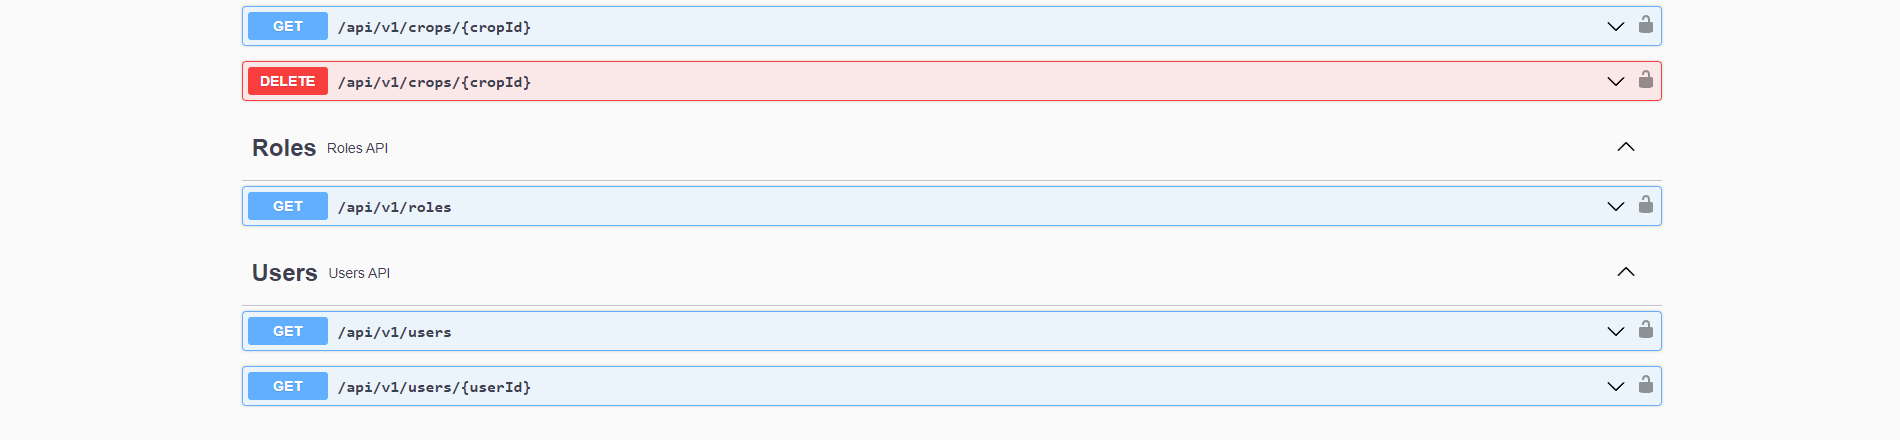 GET /api/v1/crops/{cropId}
DELETE /api/v1/crops/{cropId}
Roles Roles API
GET /api/v1/roles
Users Users API
GET /api/v1/users
GET /api/v1/users/{userId}